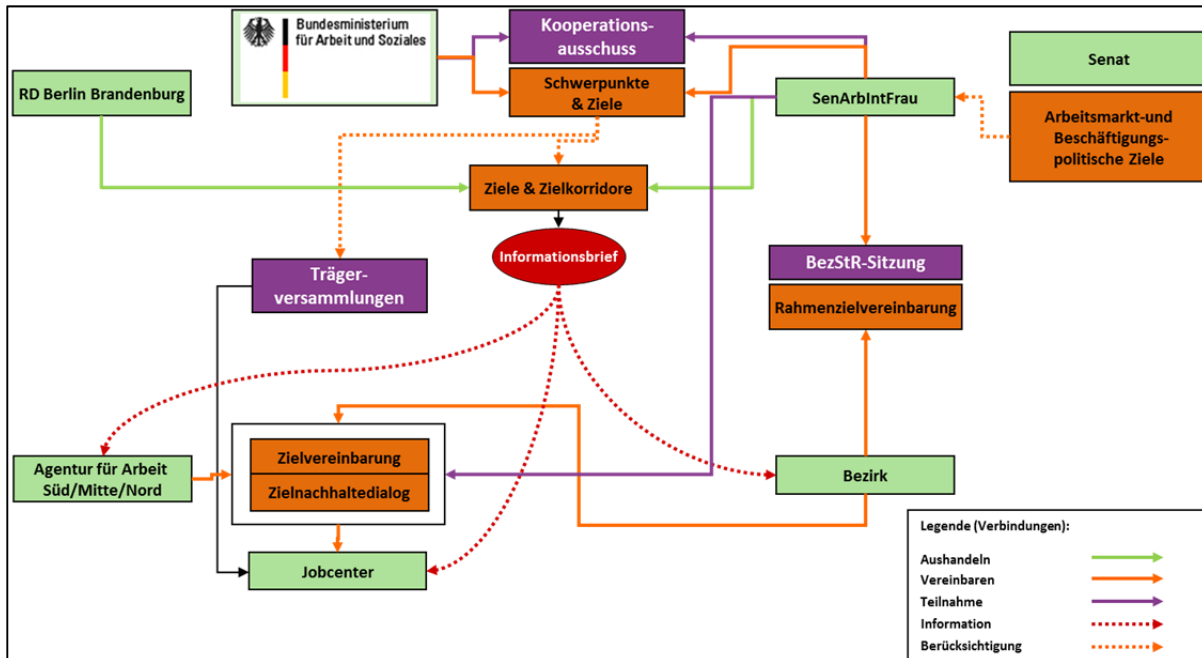 Bundesministerium
für Arbeit und Soziales
Kooperations-
ausschuss
Senat
RD Berlin Brandenburg
Schwerpunkte
& Ziele
SenArbIntFrau
Arbeitsmarkt-und
Beschäftigungs-
politische Ziele
Ziele & Zielkorridore
Informationsbrief
Träger-
versammlungen
BezStR-Sitzung
Rahmenzielvereinbarung
Agentur für Arbeit
Süd/Mitte/Nord
Zielvereinbarung
Zielnachhaltedialog
Bezirk
Jobcenter
Legende (Verbindungen):
Aushandeln
Vereinbaren
Teilnahme
Information
Berücksichtigung